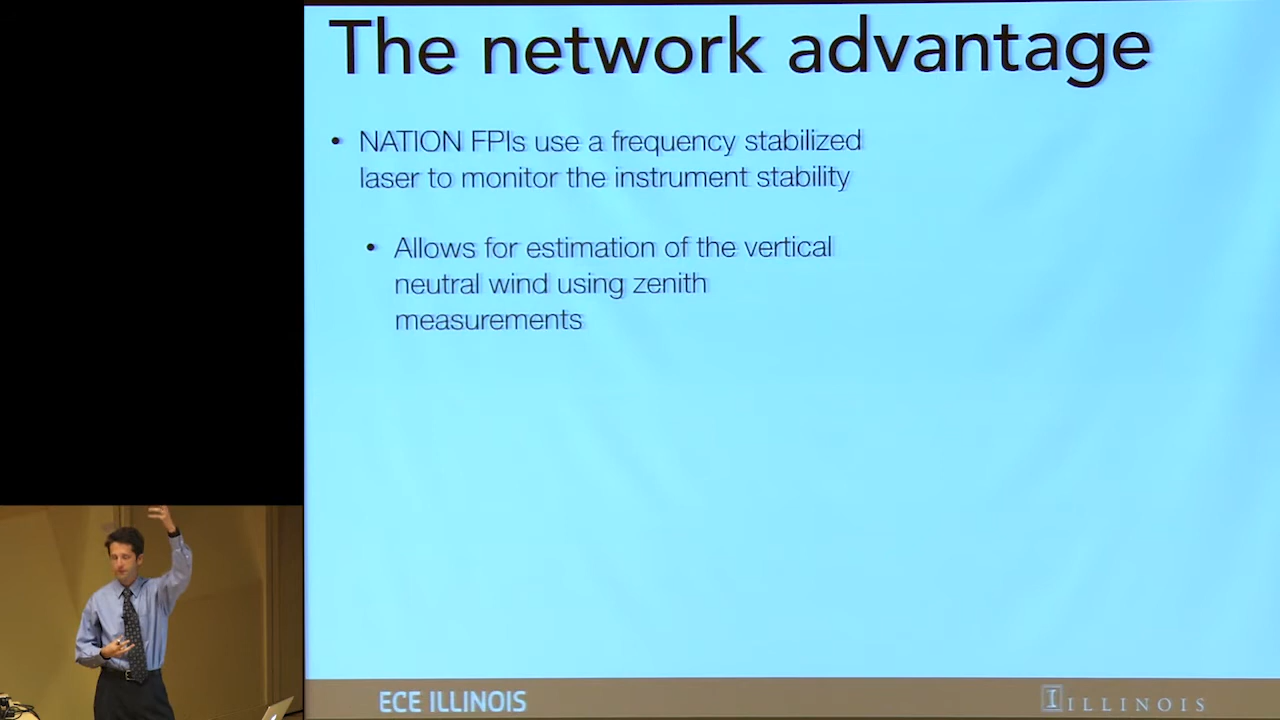 The network advantage
• NATION FPIs use a frequency stabilized
laser to monitor the instrument stability
• Allows for estimation of the vertical
neutral wind using zenith
measurements
ECE ILLINOIS
I ILLINOIS